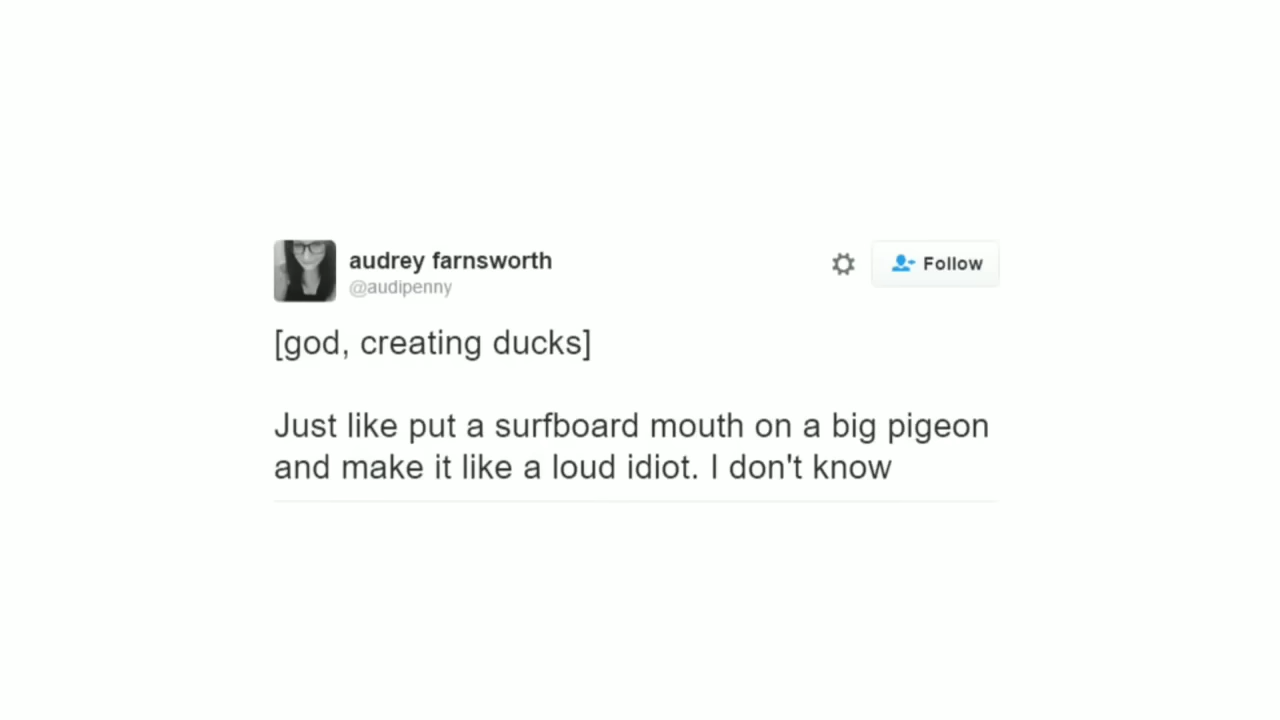 audrey farnsworth
@audipenny
Follow
[god, creating ducks]
Just like put a surfboard mouth on a big pigeon
and make it like a loud idiot. I don't know